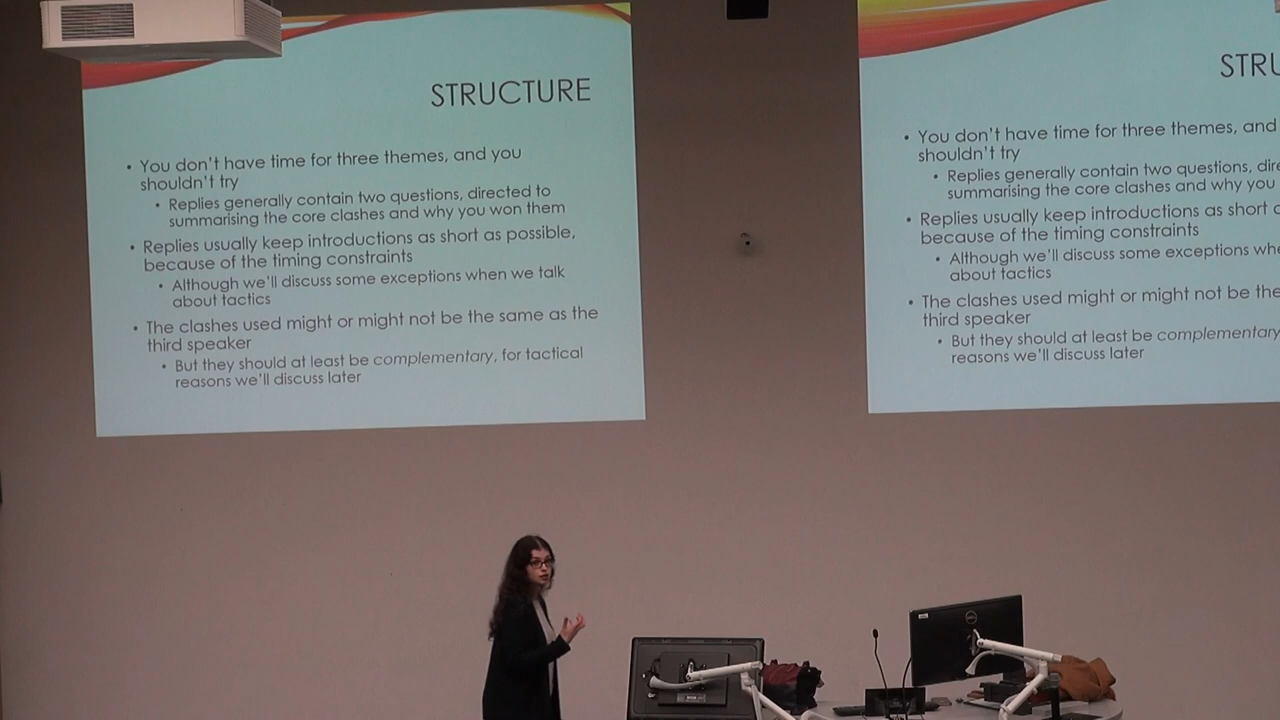 STRUCTURE
• You don't have time for three themes, and you
shouldn't try
• Replies generally contain two questions, directed to
summarising the core clashes and why you won them
• Replies usually keep introductions as short as possible,
because of the timing constraints
• Although we'll discuss some exceptions when we talk
about tactics
• The clashes used might or might not be the same as the
third speaker
• But they should at least be complementary, for tactical
reasons we'll discuss later
STRU
• You don't have time for three themes, and
shouldn't try
• Replies generally contain two questions, dire
summarising the core clashes and why you
• Replies usually keep introductions as short
because of the timing constraints
• Although we'll discuss some exceptions whe
about tactics
• The clashes used might or might not be the
third speaker
• But they should at least be complementary
reasons we'll discuss later
DELL